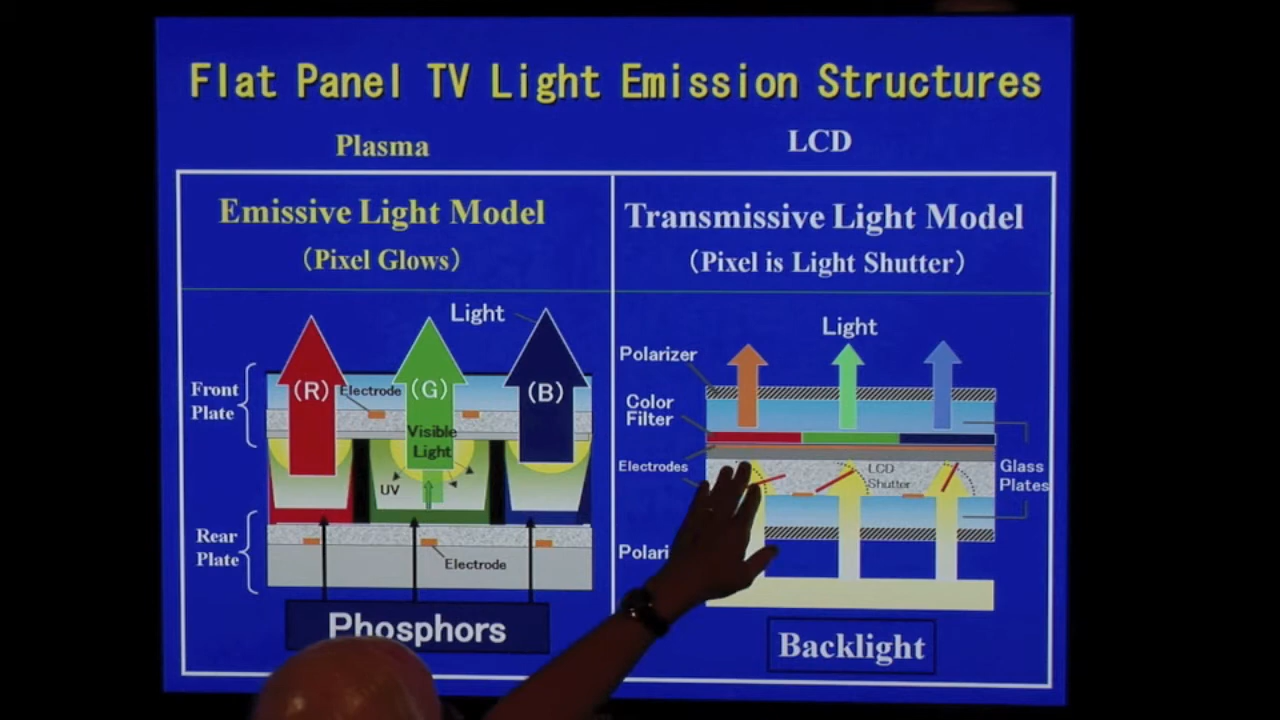 Flat Panel TV Light Emission Structures
Plasma
LCD
Emissive Light Model
(Pixel Glows)
Transmissive Light Model
(Pixel is Light Shutter)
Light
(R)
(G)
(B)
Front
Plate
Electrode
Visible
Light
UV
Rear
Plate
Electrode
Phosphors
Light
Polarizer
Color
Filter
Electrodes
LCD
Shutter
Glass
Plates
Polari
Backlight